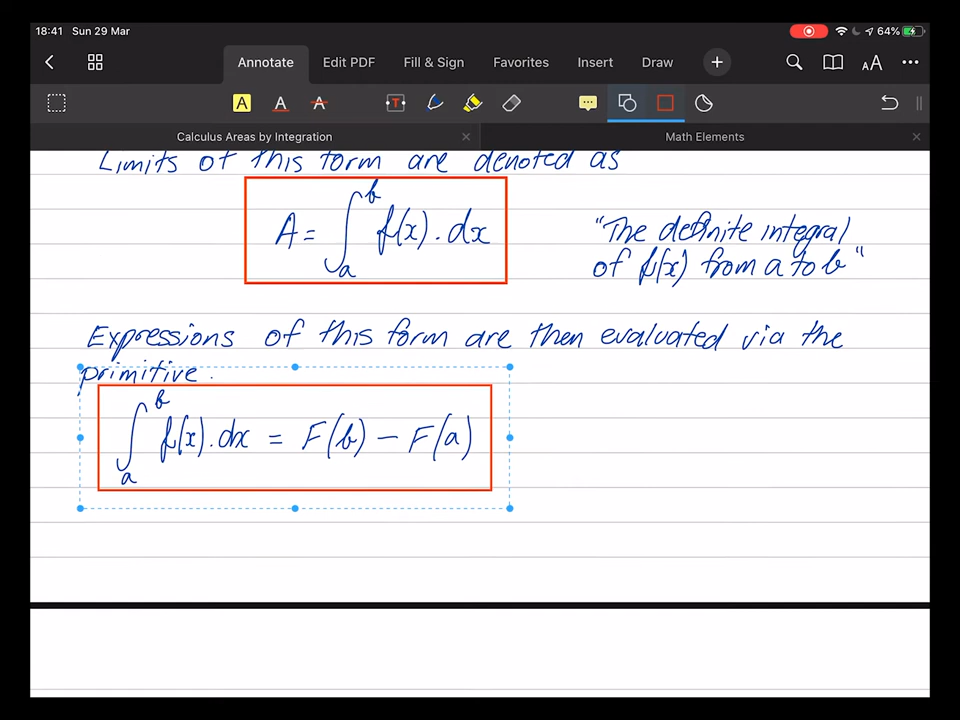 18:41 Sun 29 Mar
64%
Annotate Edit PDF Fill & Sign Favorites Insert Draw
Calculus Areas by Integration
Math Elements
Limits of this form are denoted as
A = ∫ₐᵇ f(x) . dx
"The definite integral
of f(x) from a to b"
Expressions of this form are then evaluated via the
primitive.
∫ₐᵇ f(x) . dx = F(b) − F(a)